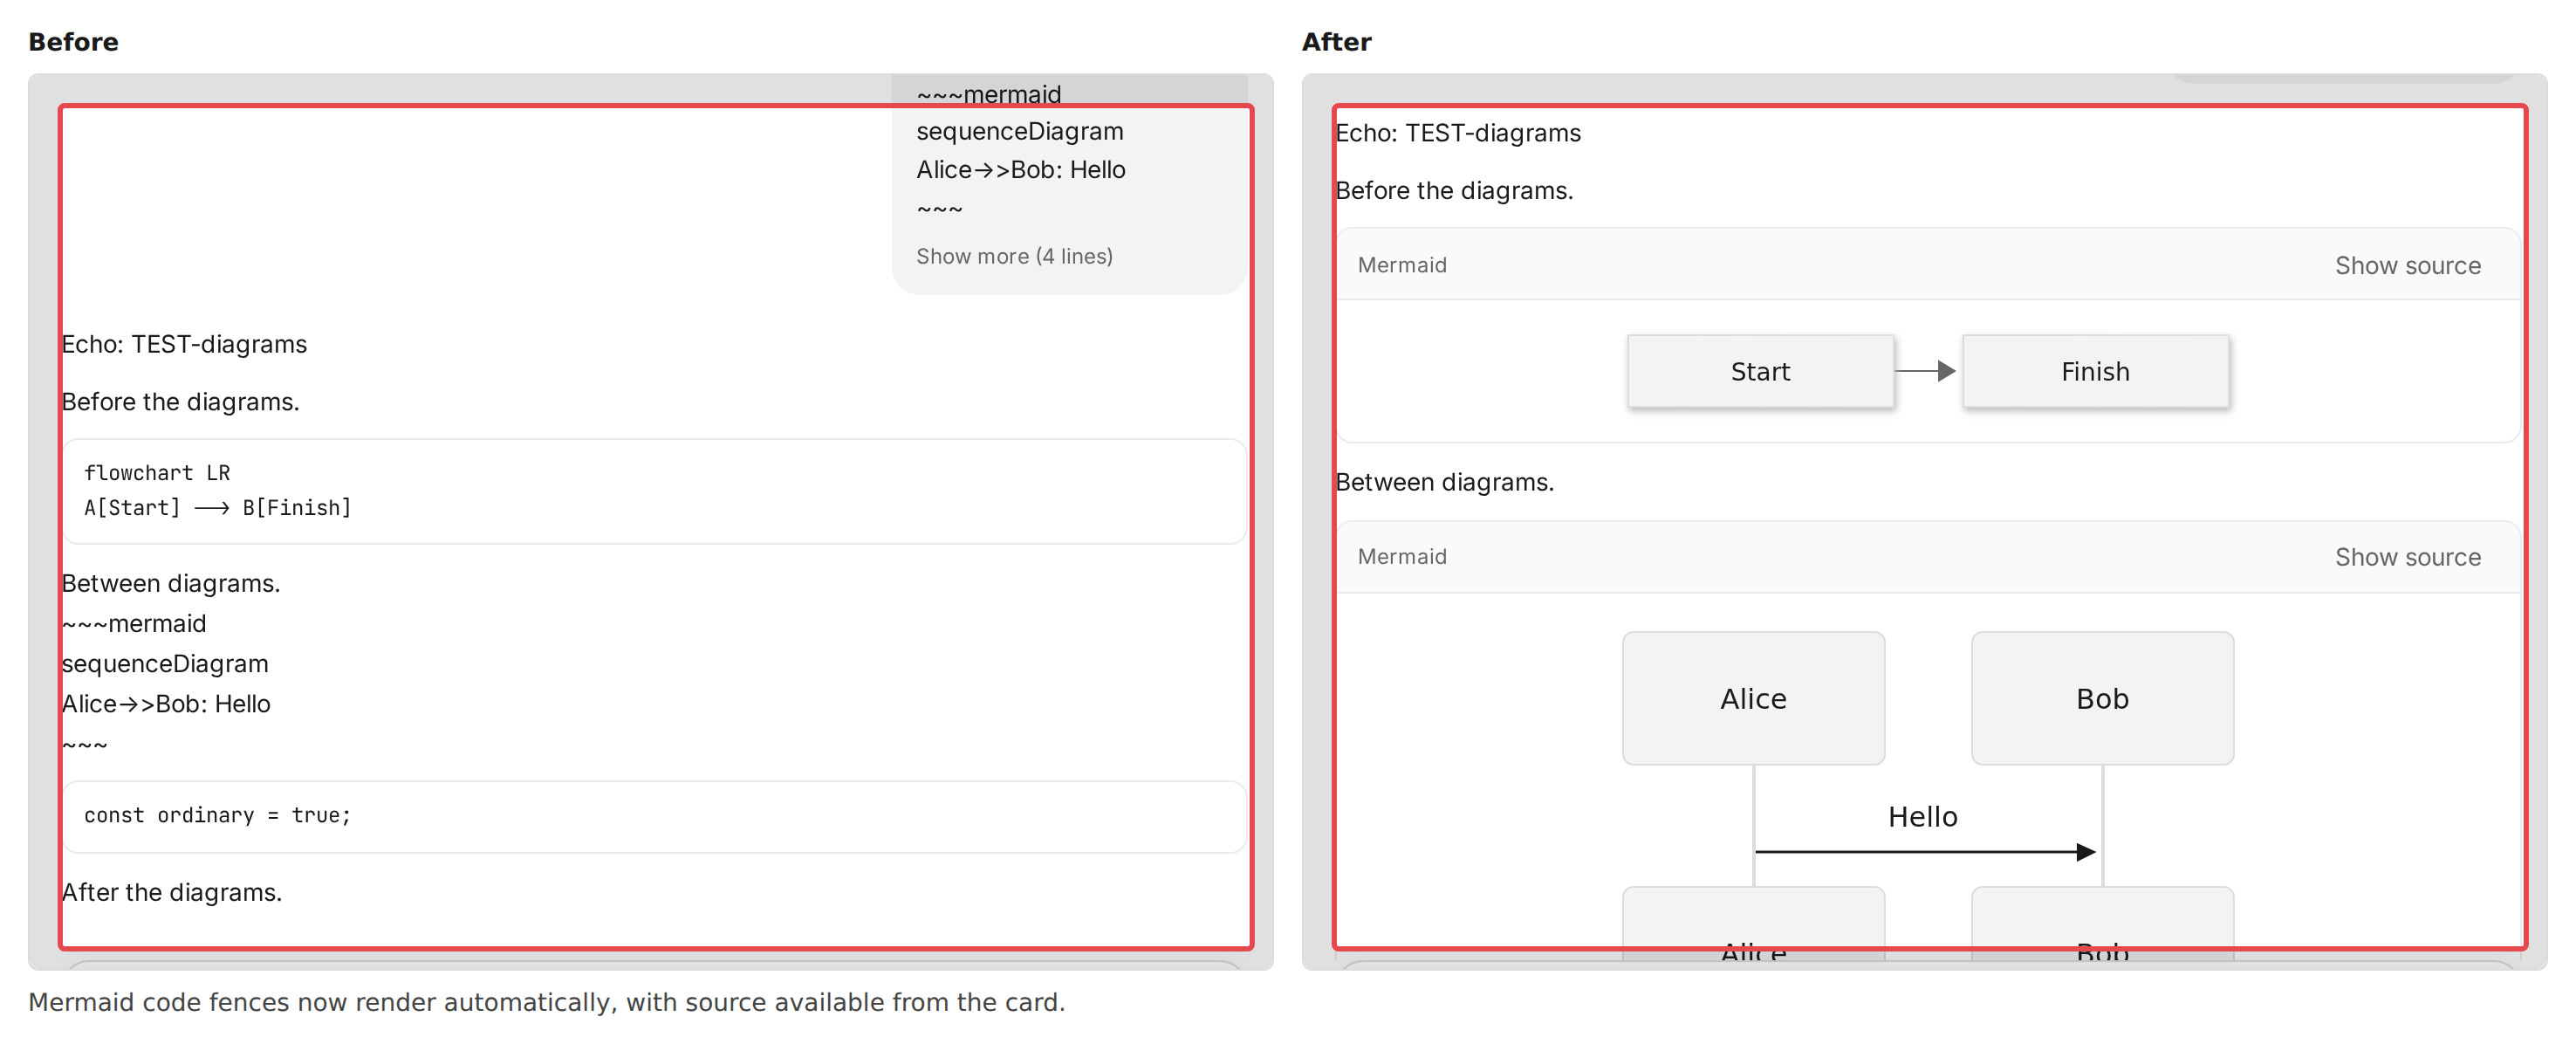 Before
~~~mermaid
sequenceDiagram
Alice->>Bob: Hello
~~~
Show more (4 lines)
Echo: TEST-diagrams
Before the diagrams.
flowchart LR
A[Start] --> B[Finish]
Between diagrams.
~~~mermaid
sequenceDiagram
Alice->>Bob: Hello
~~~
const ordinary = true;
After the diagrams.
After
Echo: TEST-diagrams
Before the diagrams.
Mermaid Show source
Start Finish
Between diagrams.
Mermaid Show source
Alice Bob
Hello
Alice Bob
Mermaid code fences now render automatically, with source available from the card.